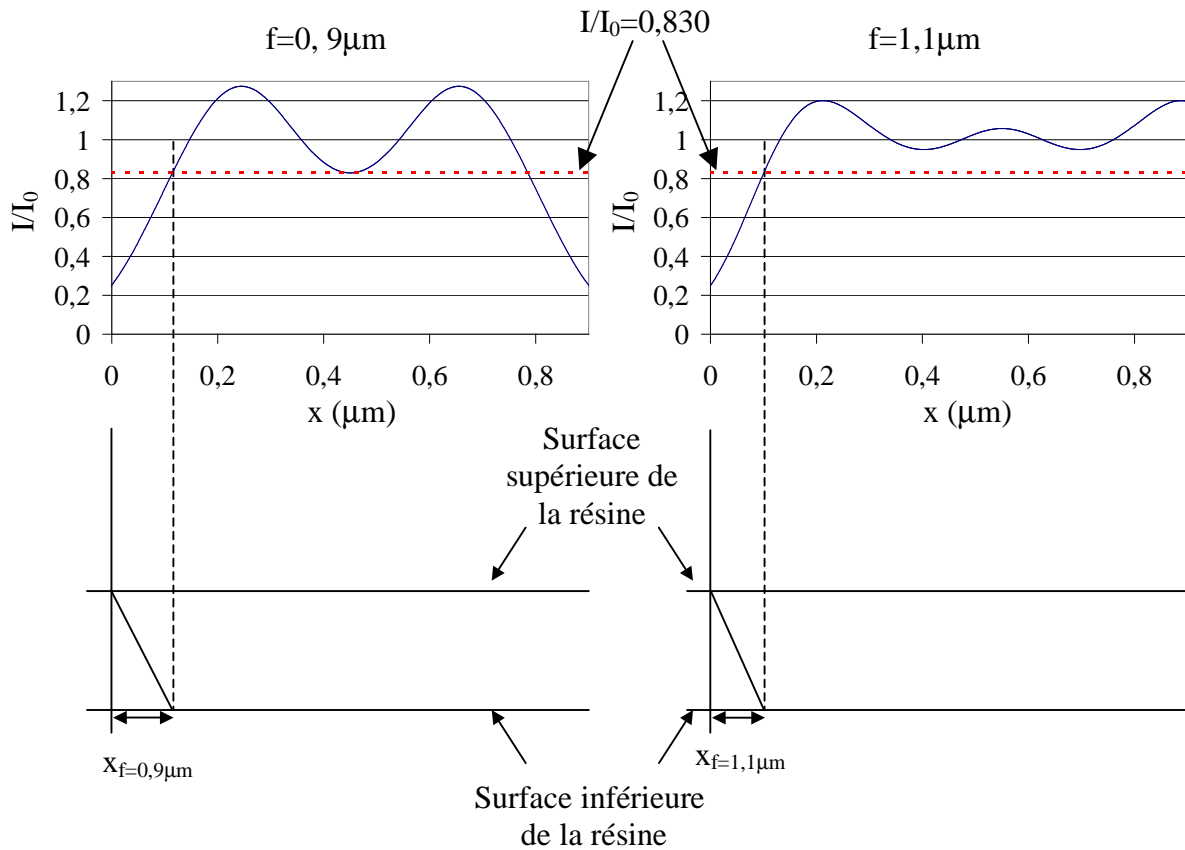 I/I0=0,830
f=0, 9μm
f=1,1μm
1,2
1
0,8
0,6
0,4
0,2
0
I/I0
0
0,2
0,4
0,6
0,8
x (μm)
1,2
1
0,8
0,6
0,4
0,2
0
I/I0
0
0,2
0,4
0,6
0,8
x (μm)
Surface
supérieure de
la résine
xf=0,9μm
xf=1,1μm
Surface inférieure
de la résine